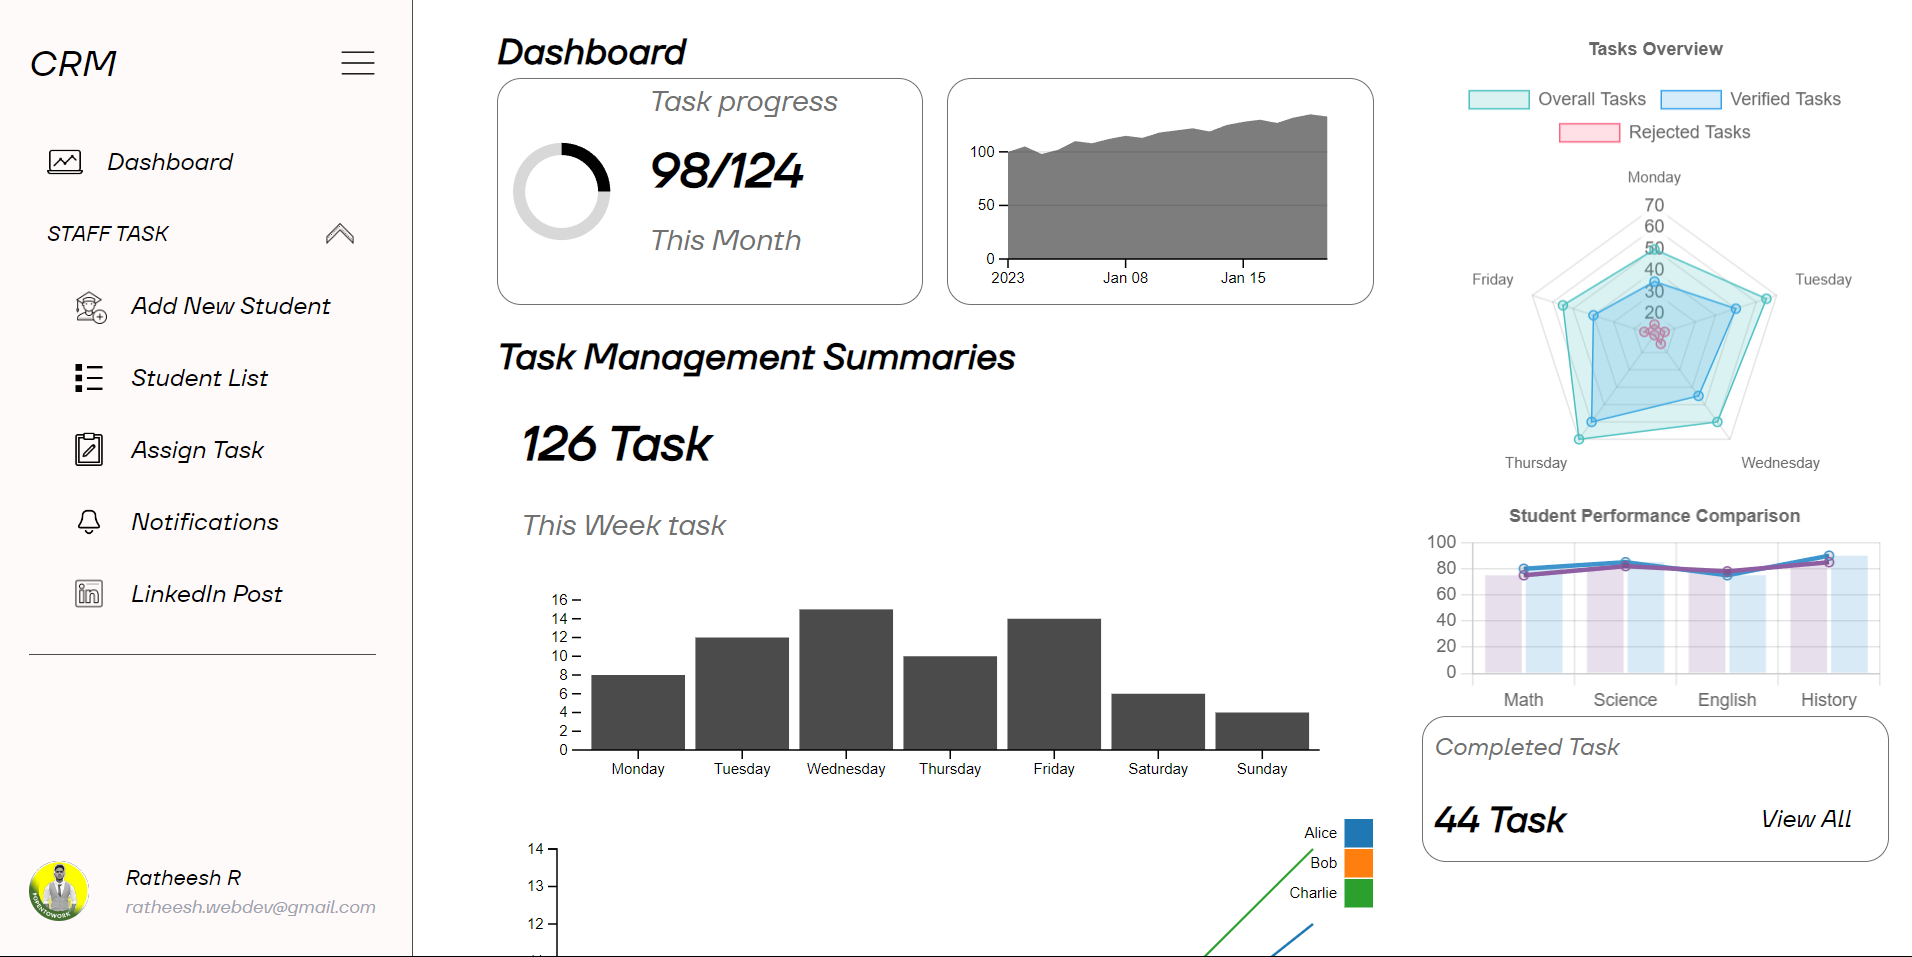 CRM
Dashboard
STAFF TASK
Add New Student
Student List
Assign Task
Notifications
LinkedIn Post
Ratheesh R
ratheesh.webdev@gmail.com
Dashboard
Task progress
98/124
This Month
100
50
0
2023 Jan 08 Jan 15
Task Management Summaries
126 Task
This Week task
16
14
12
10
8
6
4
2
0
Monday Tuesday Wednesday Thursday Friday Saturday Sunday
Alice
Bob
Charlie
14
13
12
Tasks Overview
Overall Tasks Verified Tasks
Rejected Tasks
Monday
70
60
50
40
30
20
Friday Tuesday
Thursday Wednesday
Student Performance Comparison
100
80
60
40
20
0
Math Science English History
Completed Task
44 Task View All